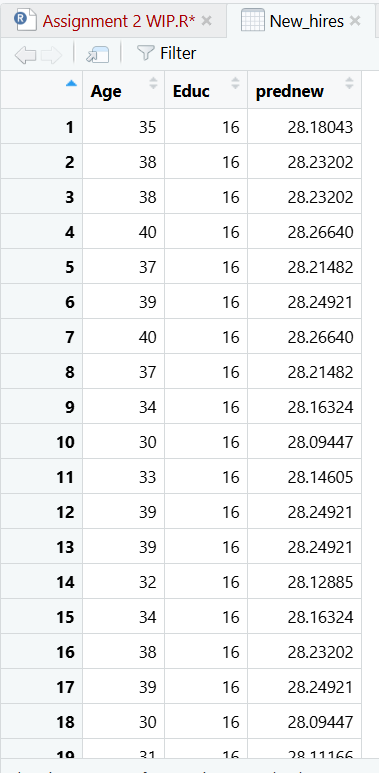 Assignment 2 WIP.R* × New_hires ×
Filter
Age Educ prednew
1 35 16 28.18043
2 38 16 28.23202
3 38 16 28.23202
4 40 16 28.26640
5 37 16 28.21482
6 39 16 28.24921
7 40 16 28.26640
8 37 16 28.21482
9 34 16 28.16324
10 30 16 28.09447
11 33 16 28.14605
12 39 16 28.24921
13 39 16 28.24921
14 32 16 28.12885
15 34 16 28.16324
16 38 16 28.23202
17 39 16 28.24921
18 30 16 28.09447
19 31 16 28.11166